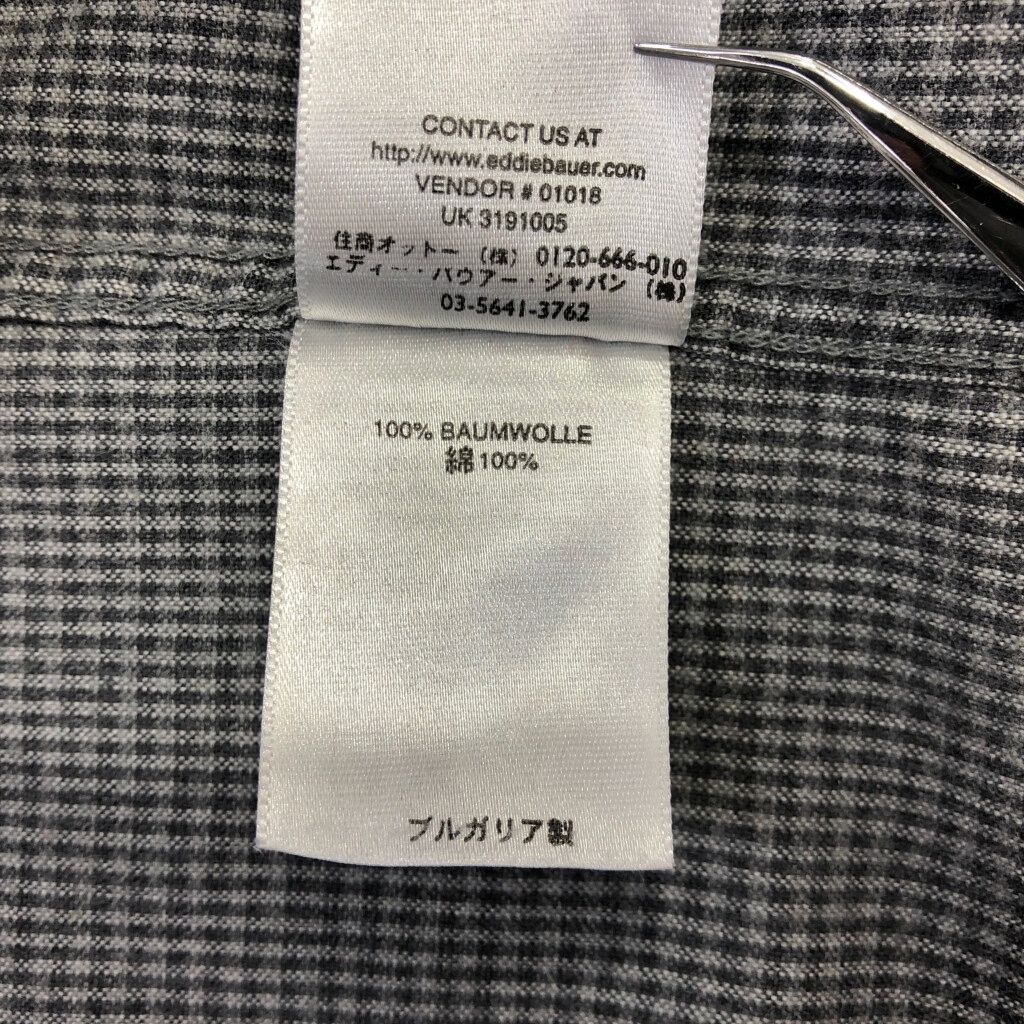 CONTACT US AT
http://www.eddiebauer.com
VENDOR # 01018
UK 3191005
住商オットー (株) 0120-666-010
エディー・バウアー・ジャパン (株)
03-5641-3762
100% BAUMWOLLE
綿100%
ブルガリア製